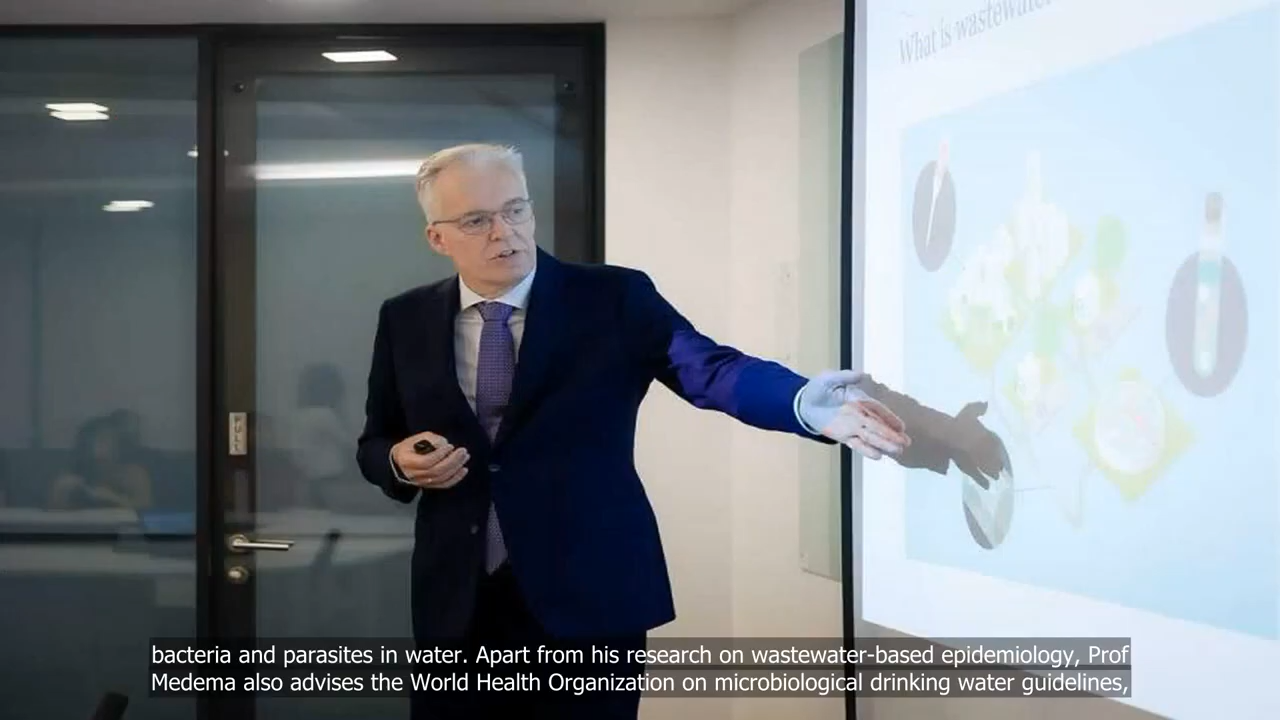 What is wastewater
PULL
bacteria and parasites in water. Apart from his research on wastewater-based epidemiology, Prof
Medema also advises the World Health Organization on microbiological drinking water guidelines,